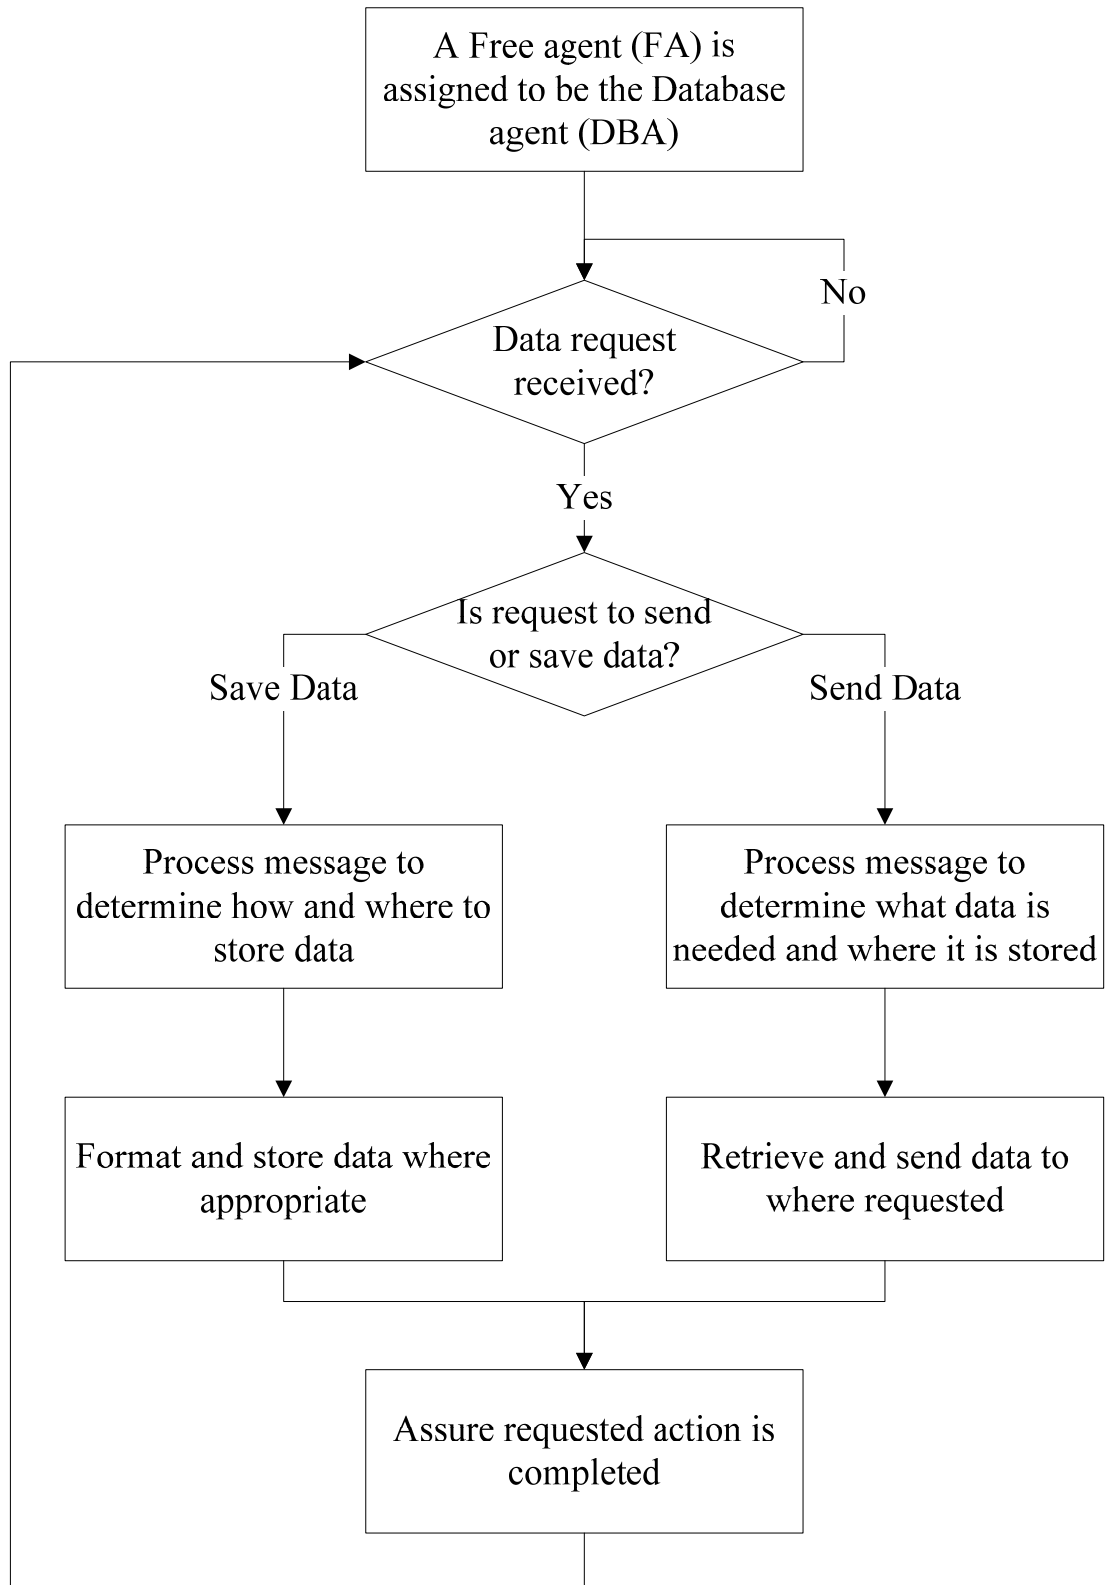 A Free agent (FA) is
assigned to be the Database
agent (DBA)
No
Data request
received?
Yes
Is request to send
or save data?
Save Data
Send Data
Process message to
determine how and where to
store data
Process message to
determine what data is
needed and where it is stored
Format and store data where
appropriate
Retrieve and send data to
where requested
Assure requested action is
completed